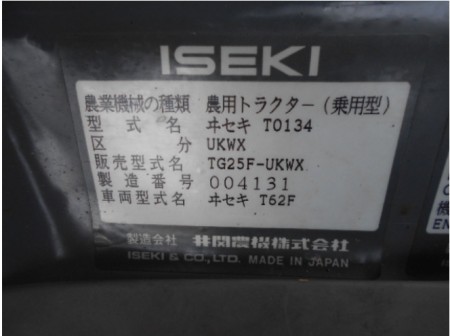 ISEKI
農業機械の種類 農用トラクター(乗用型)
型式名 ヰセキ T0134
区分 UKWX
販売型式名 TG25F-UKWX
製造番号 004131
車両型式名 ヰセキ T62F
製造会社 井関農機株式会社
ISEKI & CO., LTD. MADE IN JAPAN
機
EN